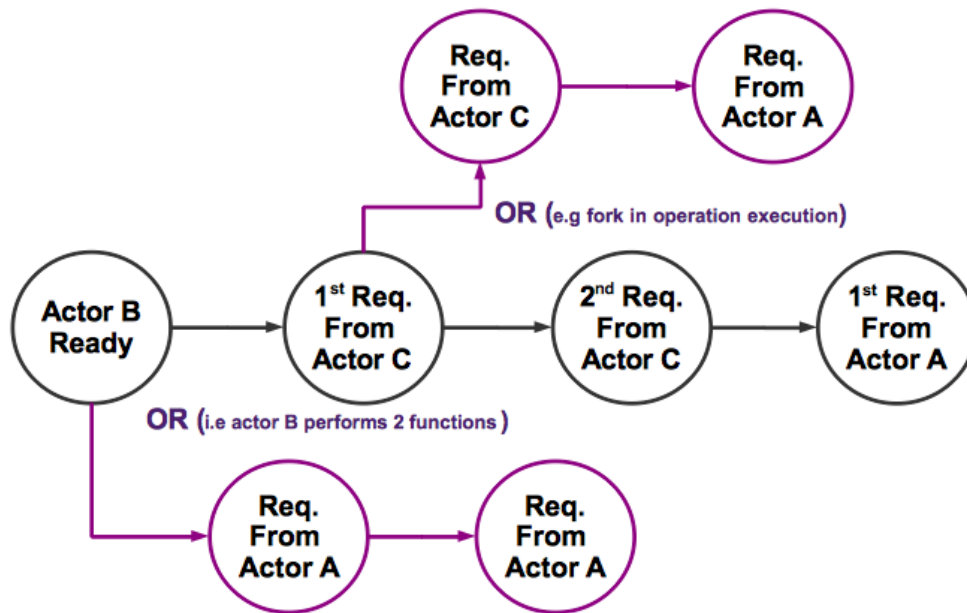 Req.
From
Actor C
Req.
From
Actor A
OR (e.g fork in operation execution)
Actor B
Ready
1st Req.
From
Actor C
2nd Req.
From
Actor C
1st Req.
From
Actor A
OR (i.e actor B performs 2 functions )
Req.
From
Actor A
Req.
From
Actor A